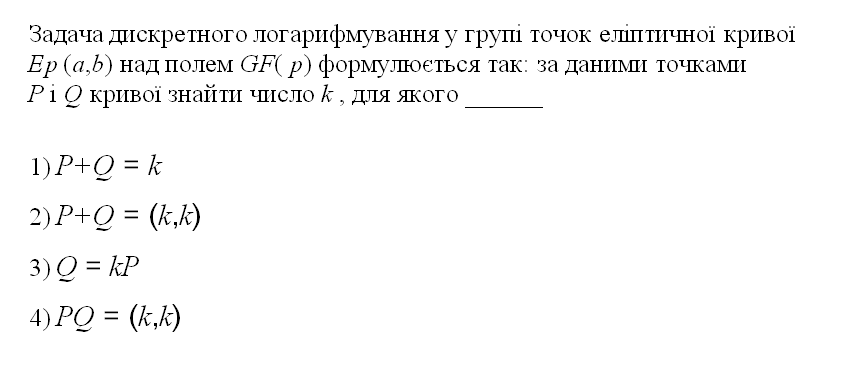 Задача дискретного логарифмування у групі точок еліптичної кривої
Ep (a,b) над полем GF( p) формулюється так: за даними точками
P і Q кривої знайти число k , для якого ______
1) P+Q = k
2) P+Q = (k,k)
3) Q = kP
4) PQ = (k,k)